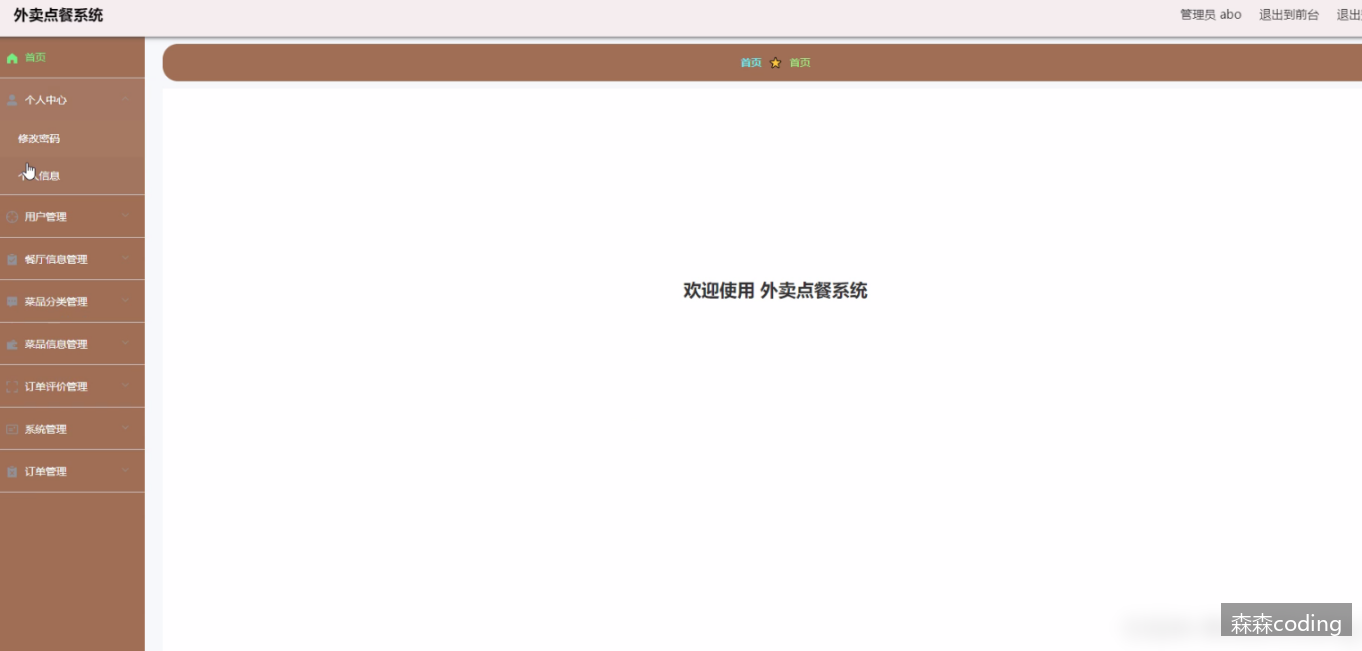 外卖点餐系统
管理员 abo 退出到前台 退出
首页
首页 首页
个人中心
修改密码
个人信息
用户管理
餐厅信息管理
菜品分类管理
菜品信息管理
订单评价管理
系统管理
订单管理
欢迎使用 外卖点餐系统
森森coding